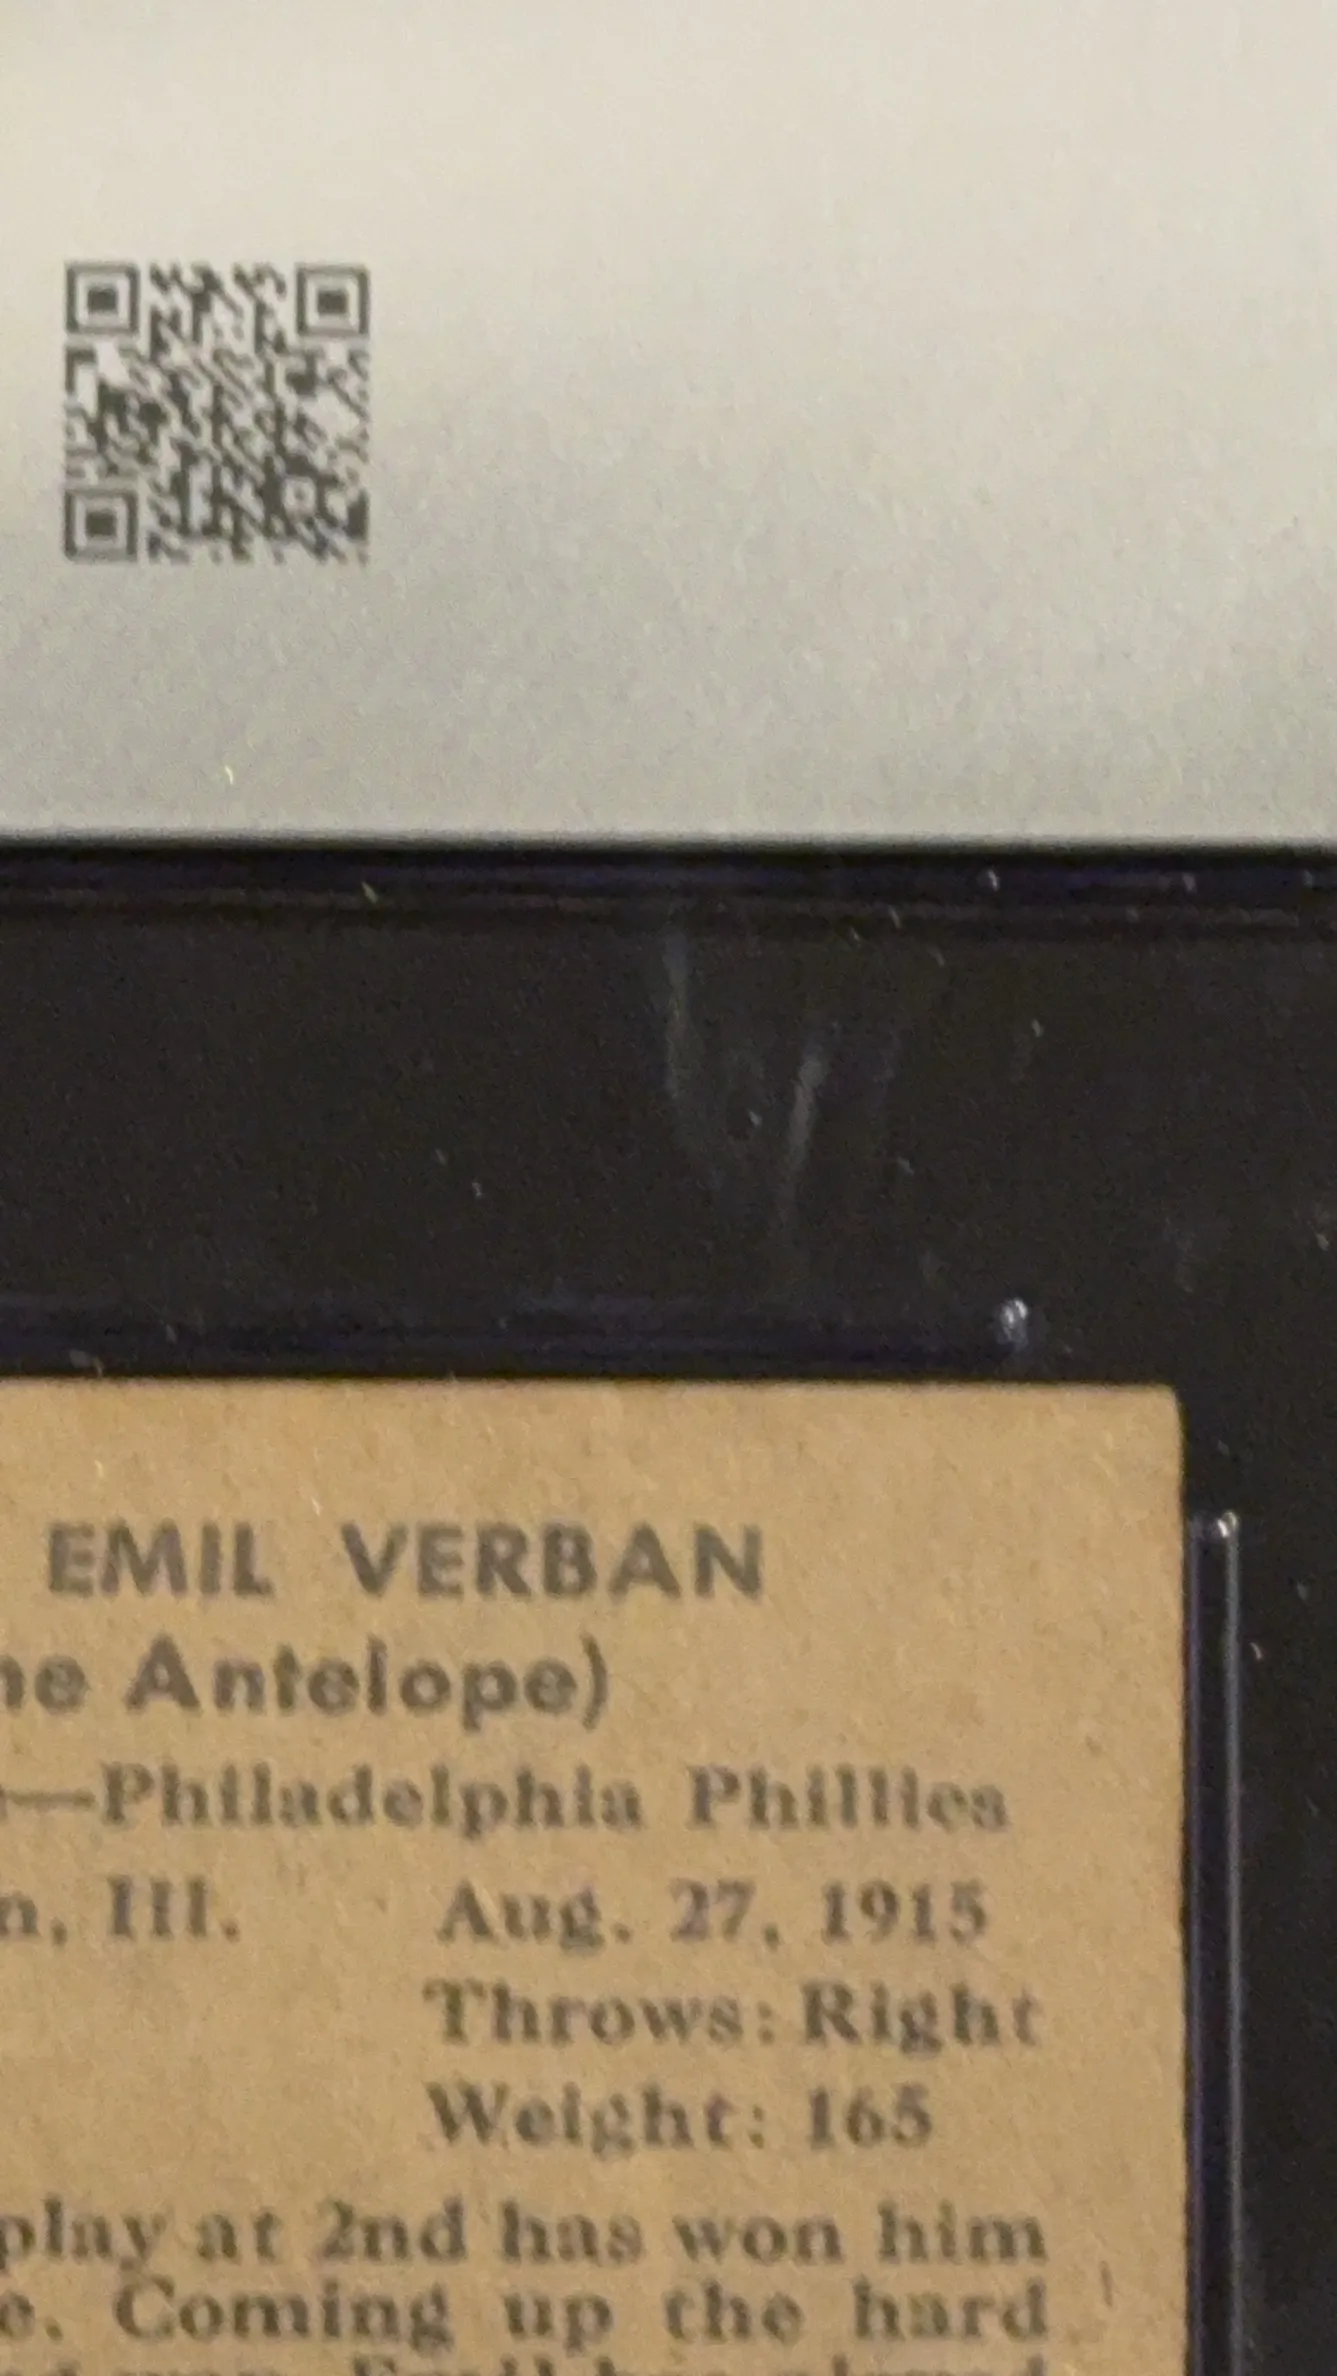 EMIL VERBAN
he Antelope)
—Philadelphia Phillies
n, Ill. Aug. 27, 1915
Throws: Right
Weight: 165
play at 2nd has won him
e. Coming up the hard